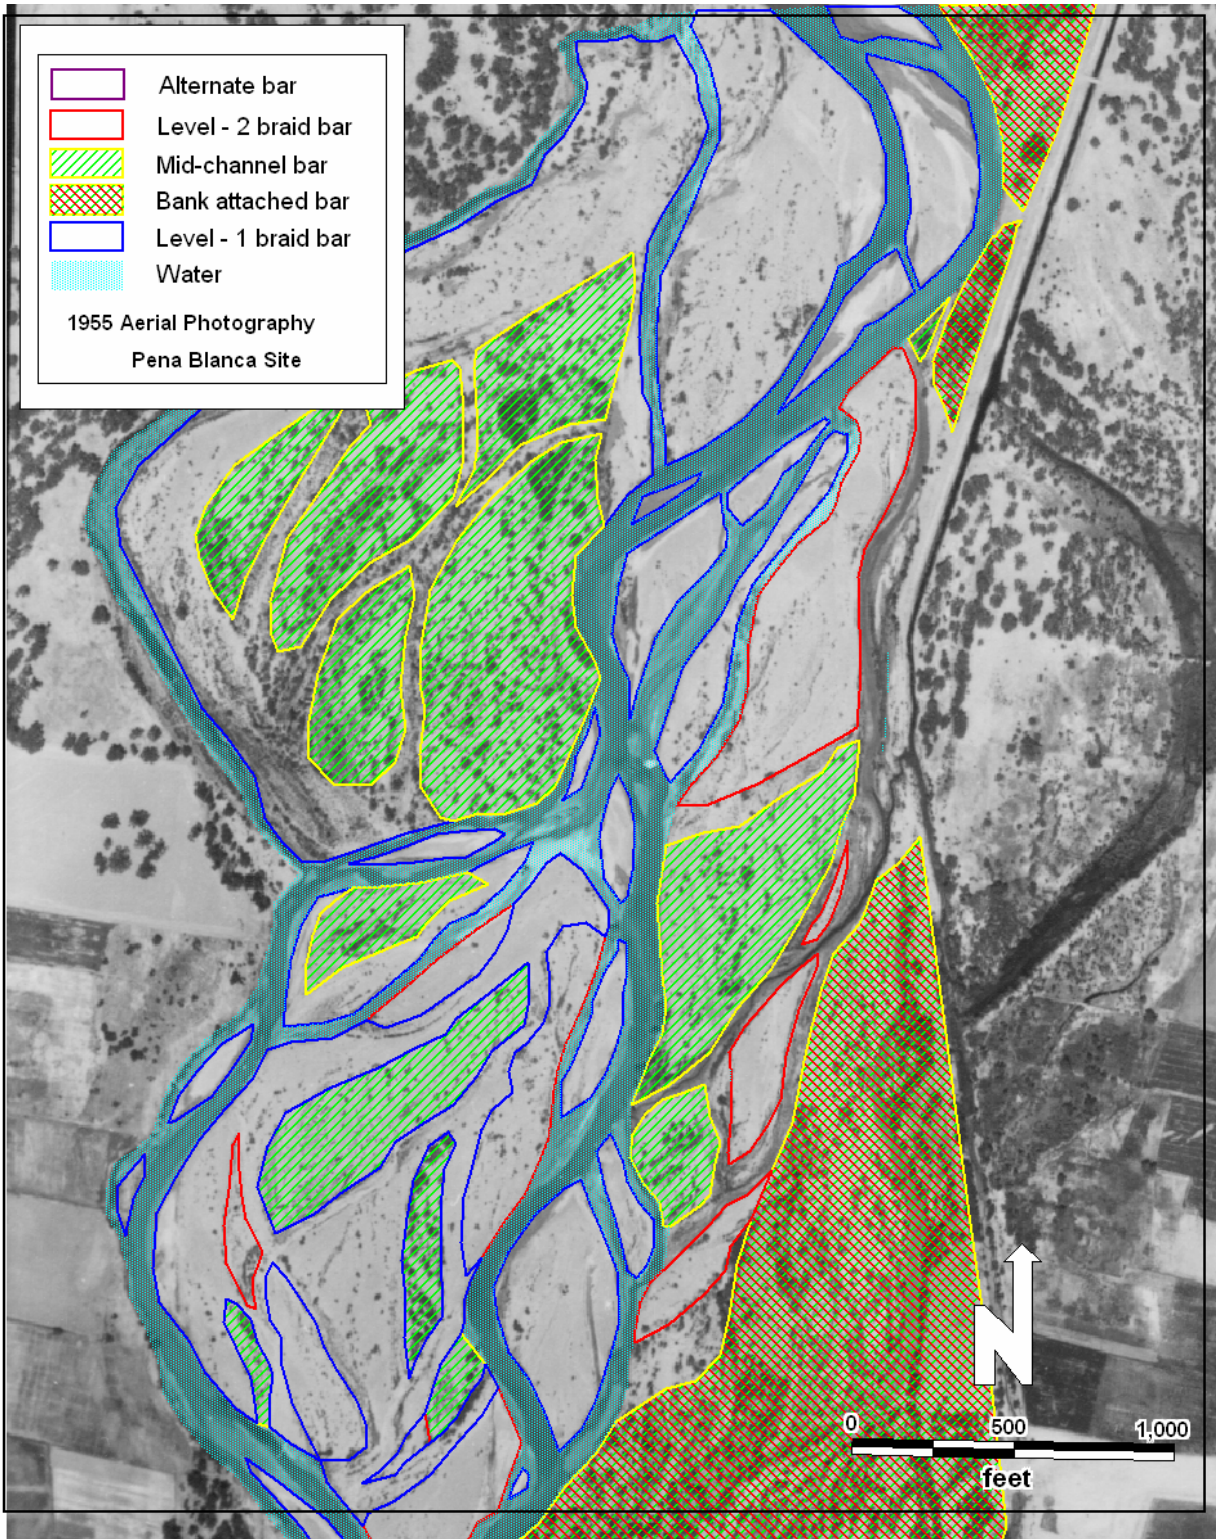 Alternate bar
Level - 2 braid bar
Mid-channel bar
Bank attached bar
Level - 1 braid bar
Water
1955 Aerial Photography
Pena Blanca Site
N
0 500 1,000
feet